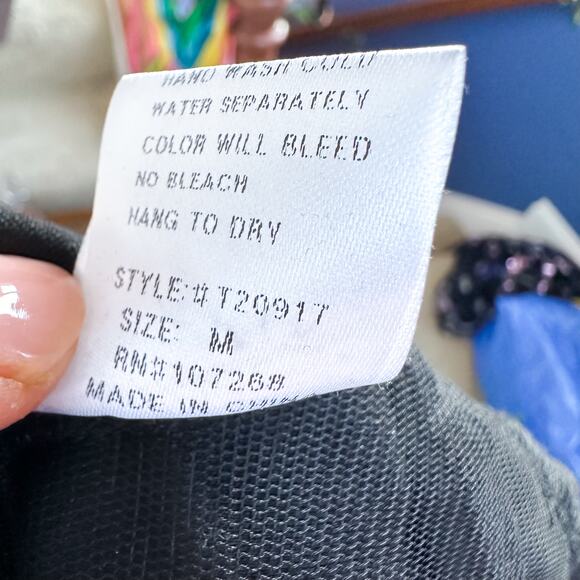 HAND WASH COLD
WATER SEPARATELY
COLOR WILL BLEED
NO BLEACH
HANG TO DRY
STYLE:#T20917
SIZE: M
RN#107268
MADE IN CHINA